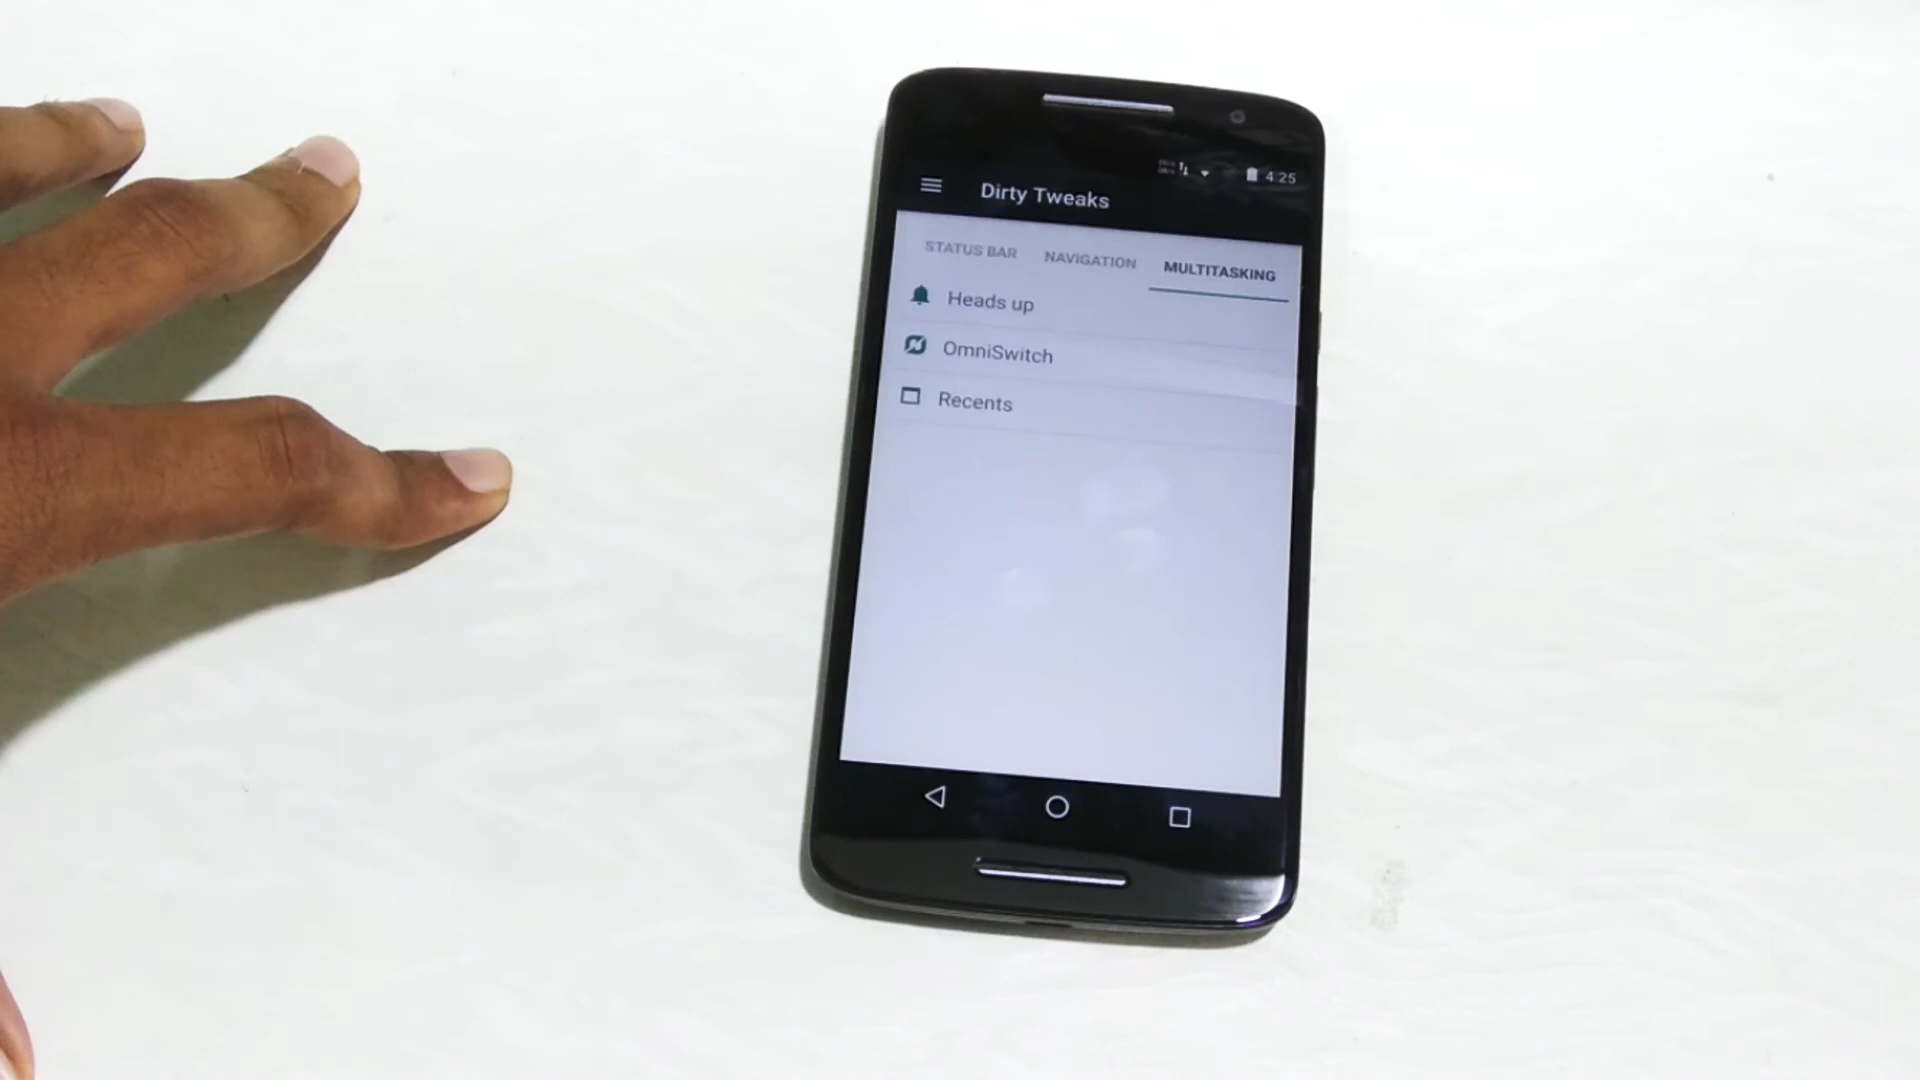 4:25
Dirty Tweaks
STATUS BAR NAVIGATION MULTITASKING
Heads up
OmniSwitch
Recents